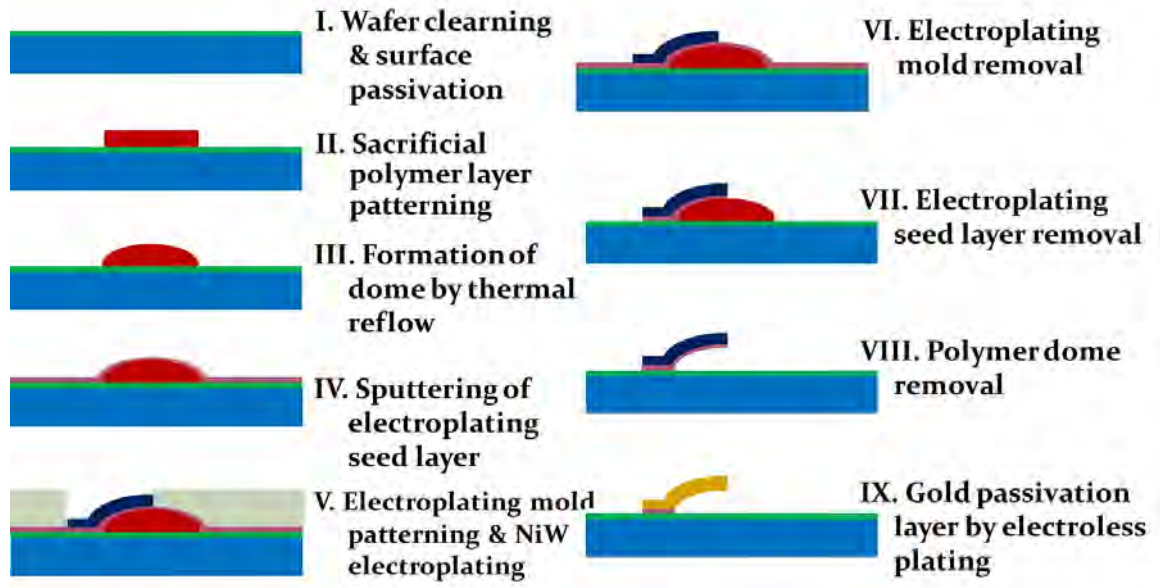 I. Wafer clearning
& surface
passivation
II. Sacrificial
polymer layer
patterning
III. Formation of
dome by thermal
reflow
IV. Sputtering of
electroplating
seed layer
V. Electroplating mold
patterning & NiW
electroplating
VI. Electroplating
mold removal
VII. Electroplating
seed layer removal
VIII. Polymer dome
removal
IX. Gold passivation
layer by electroless
plating